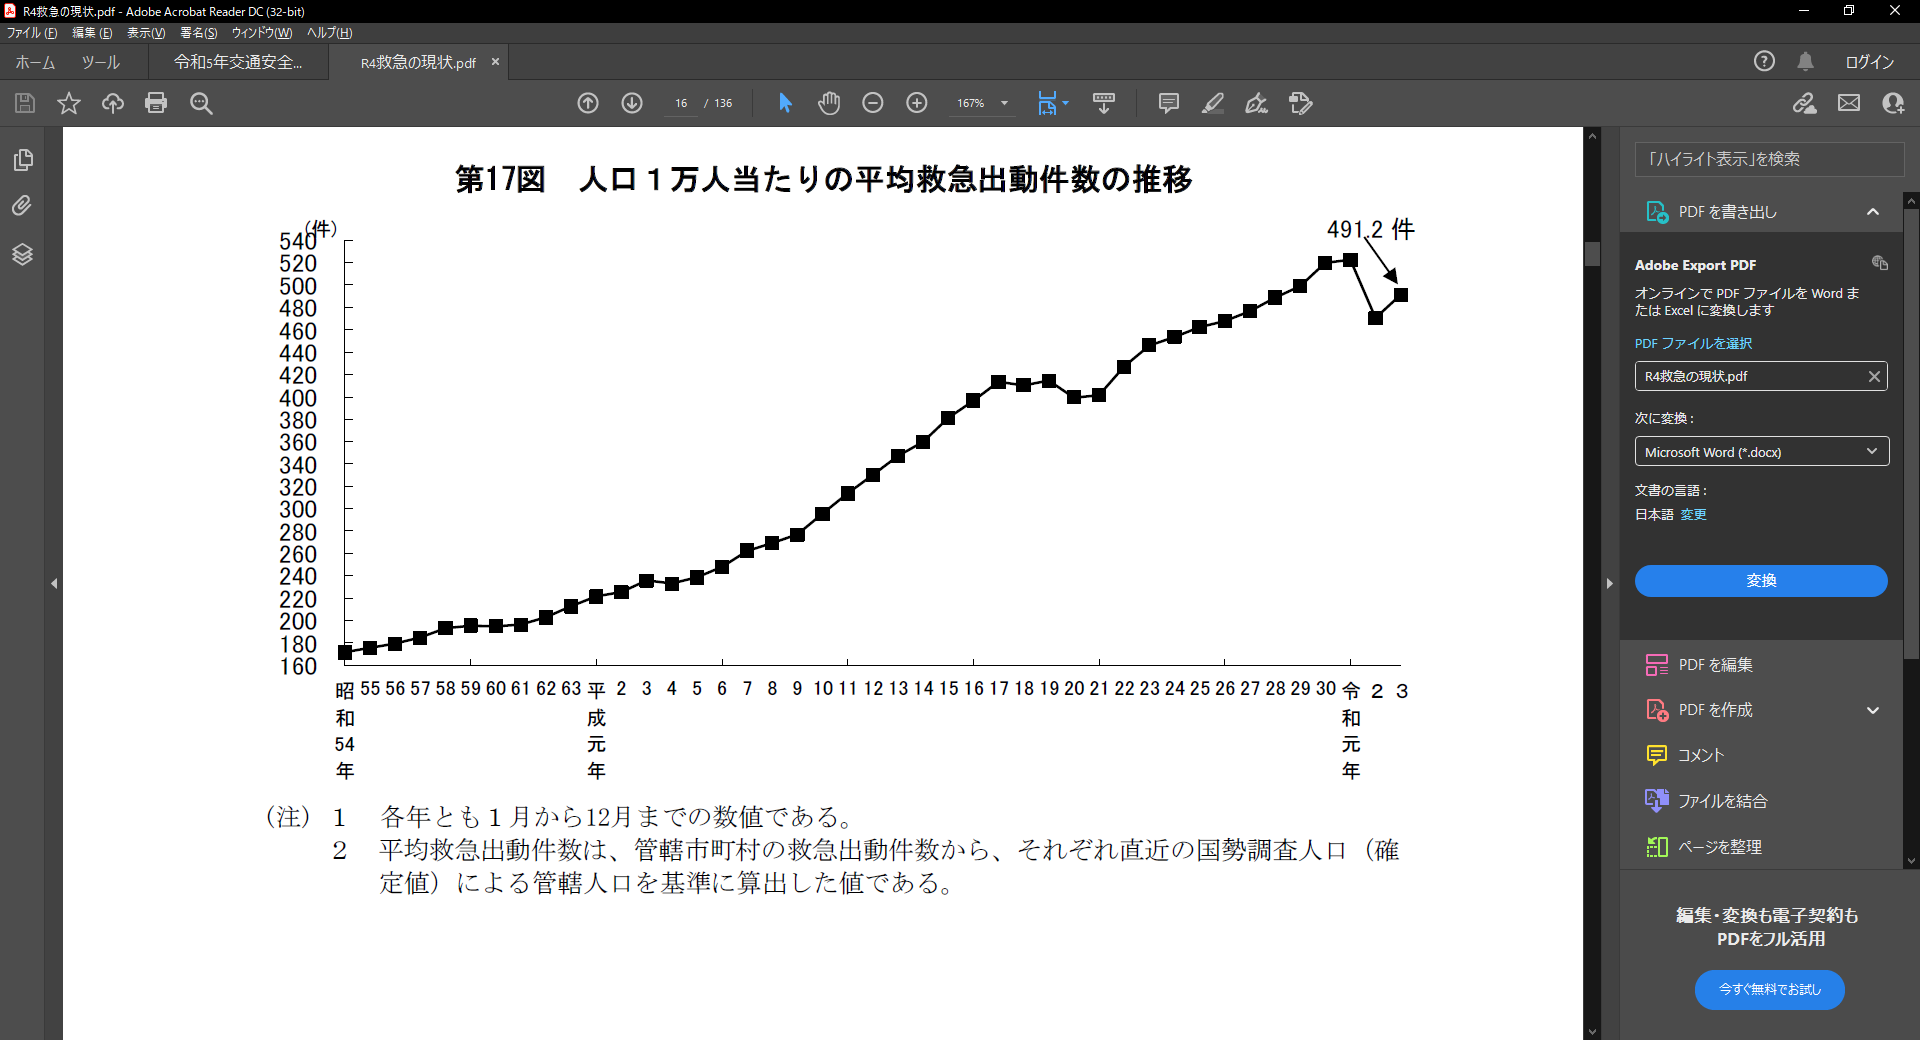 R4救急の現状.pdf - Adobe Acrobat Reader DC (32-bit)
ファイル(F) 編集(E) 表示(V) 署名(S) ウィンドウ(W) ヘルプ(H)
ホーム ツール 令和5年交通安全... R4救急の現状.pdf × ログイン
16 / 136 167%
第17図 人口１万人当たりの平均救急出動件数の推移
(件)
491.2 件
540
520
500
480
460
440
420
400
380
360
340
320
300
280
260
240
220
200
180
160
昭和54年 55 56 57 58 59 60 61 62 63 平成元年 2 3 4 5 6 7 8 9 10 11 12 13 14 15 16 17 18 19 20 21 22 23 24 25 26 27 28 29 30 令和元年 2 3
（注） 1 各年とも１月から12月までの数値である。
2 平均救急出動件数は、管轄市町村の救急出動件数から、それぞれ直近の国勢調査人口（確
定値）による管轄人口を基準に算出した値である。
「ハイライト表示」を検索
PDF を書き出し
Adobe Export PDF
オンラインで PDF ファイルを Word ま
たは Excel に変換します
PDF ファイルを選択
R4救急の現状.pdf
次に変換 :
Microsoft Word (*.docx)
文書の言語 :
日本語 変更
変換
PDF を編集
PDF を作成
コメント
ファイルを結合
ページを整理
編集・変換も電子契約も
PDFをフル活用
今すぐ無料でお試し